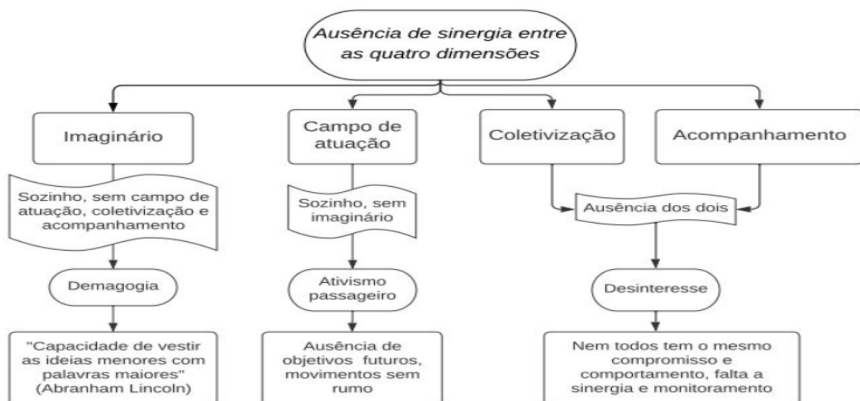 Ausência de sinergia entre
as quatro dimensões
Imaginário
Campo de
atuação
Coletivização
Acompanhamento
Sozinho, sem campo de
atuação, coletivização e
acompanhamento
Sozinho, sem
imaginário
Ausência dos dois
Demagogia
Ativismo
passageiro
Desinteresse
"Capacidade de vestir
as ideias menores com
palavras maiores"
(Abranham Lincoln)
Ausência de
objetivos futuros,
movimentos sem
rumo
Nem todos tem o mesmo
compromisso e
comportamento, falta a
sinergia e monitoramento